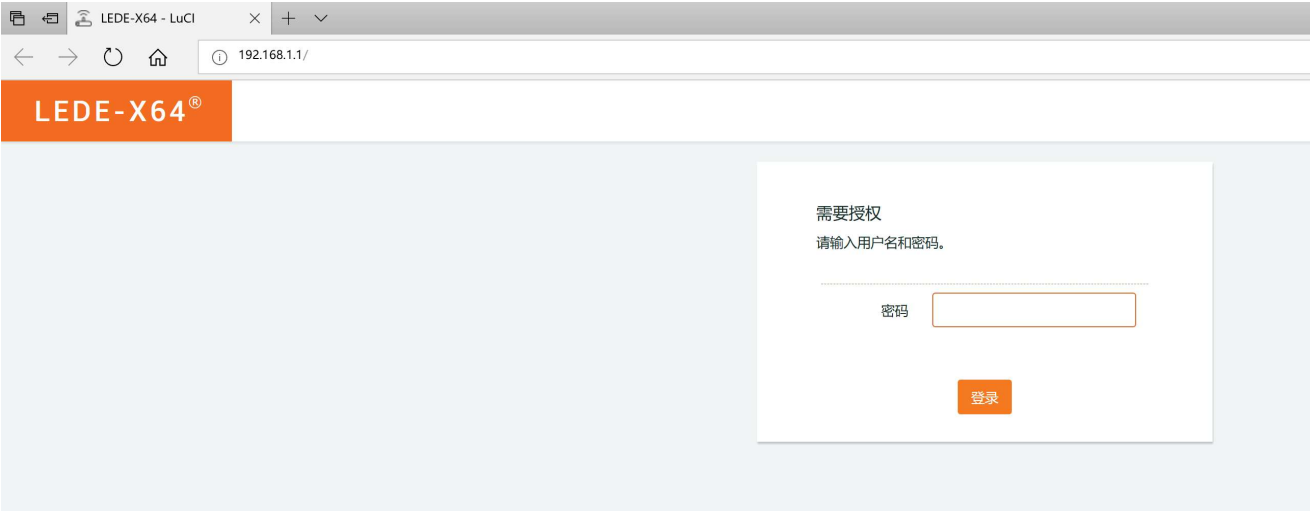 LEDE-X64 - LuCI
192.168.1.1/
LEDE-X64®
需要授权
请输入用户名和密码。
密码
登录